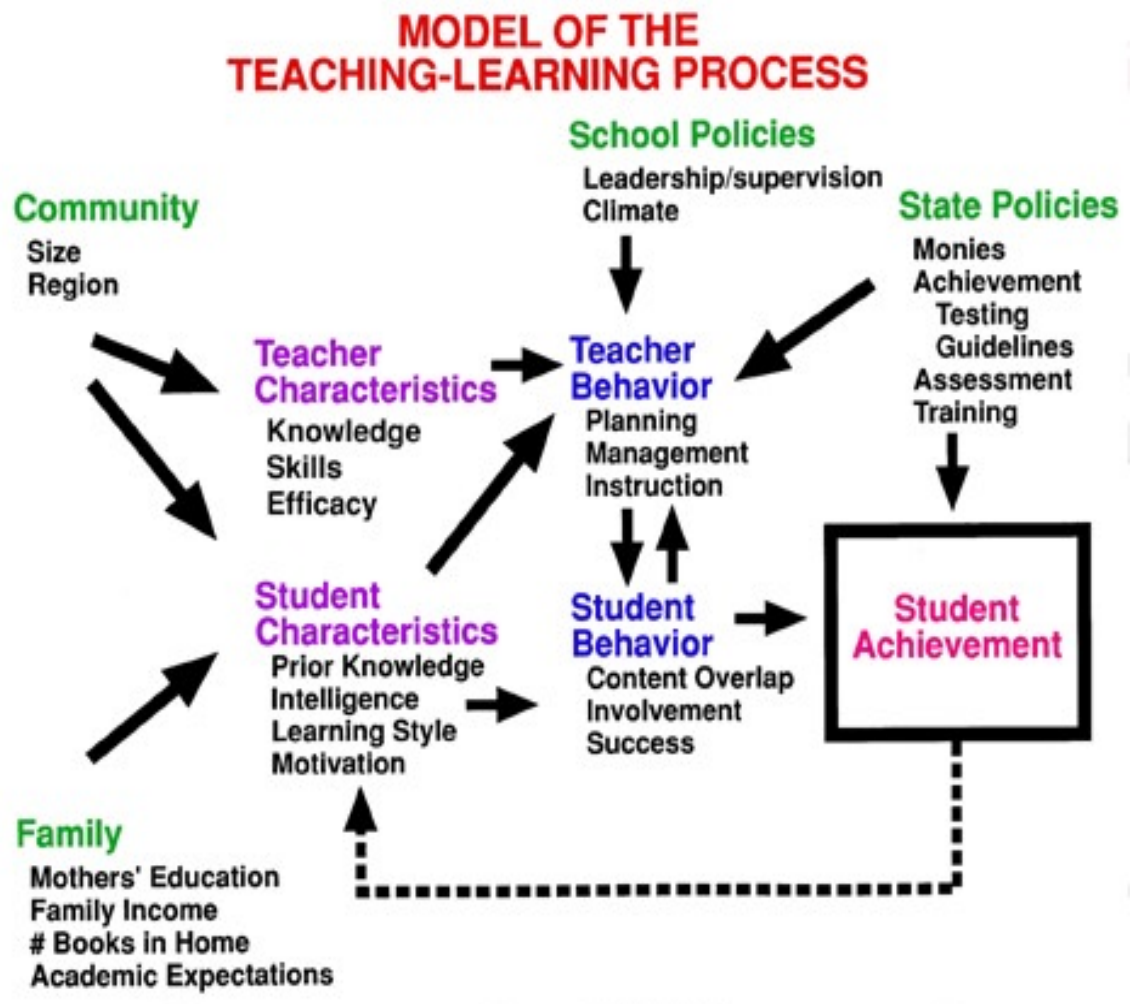 MODEL OF THE
TEACHING-LEARNING PROCESS
School Policies
Leadership/supervision
Climate
Community
Size
Region
State Policies
Monies
Achievement
Testing
Guidelines
Assessment
Training
Teacher
Characteristics
Knowledge
Skills
Efficacy
Teacher
Behavior
Planning
Management
Instruction
Student
Characteristics
Prior Knowledge
Intelligence
Learning Style
Motivation
Student
Behavior
Content Overlap
Involvement
Success
Student
Achievement
Family
Mothers' Education
Family Income
# Books in Home
Academic Expectations